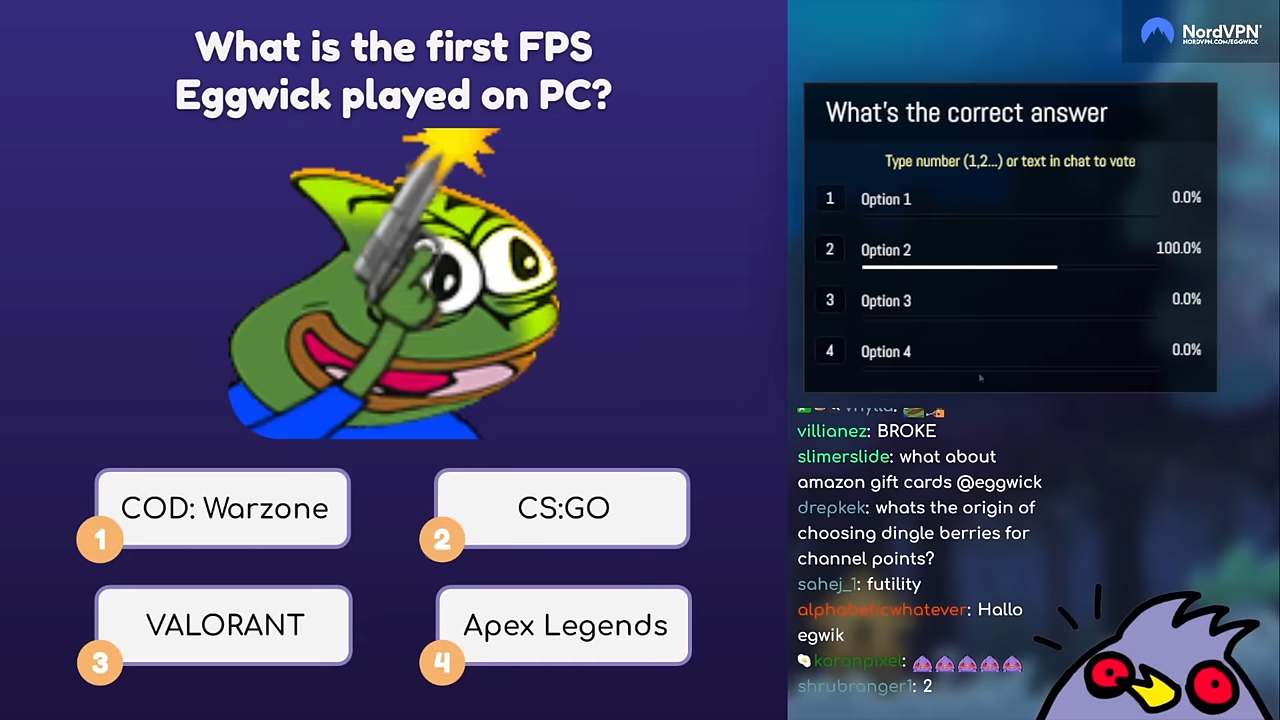 What is the first FPS
Eggwick played on PC?
COD: Warzone
1
CS:GO
2
VALORANT
3
Apex Legends
4
NordVPN
NORDVPN.COM/EGGWICK
What's the correct answer
Type number (1,2...) or text in chat to vote
1 Option 1 0.0%
2 Option 2 100.0%
3 Option 3 0.0%
4 Option 4 0.0%
villianez: BROKE
slimerslide: what about
amazon gift cards @eggwick
drepkek: whats the origin of
choosing dingle berries for
channel points?
sahej_1: futility
alphabeticwhatever: Hallo
egwik
karanpixel:
shrubranger1: 2